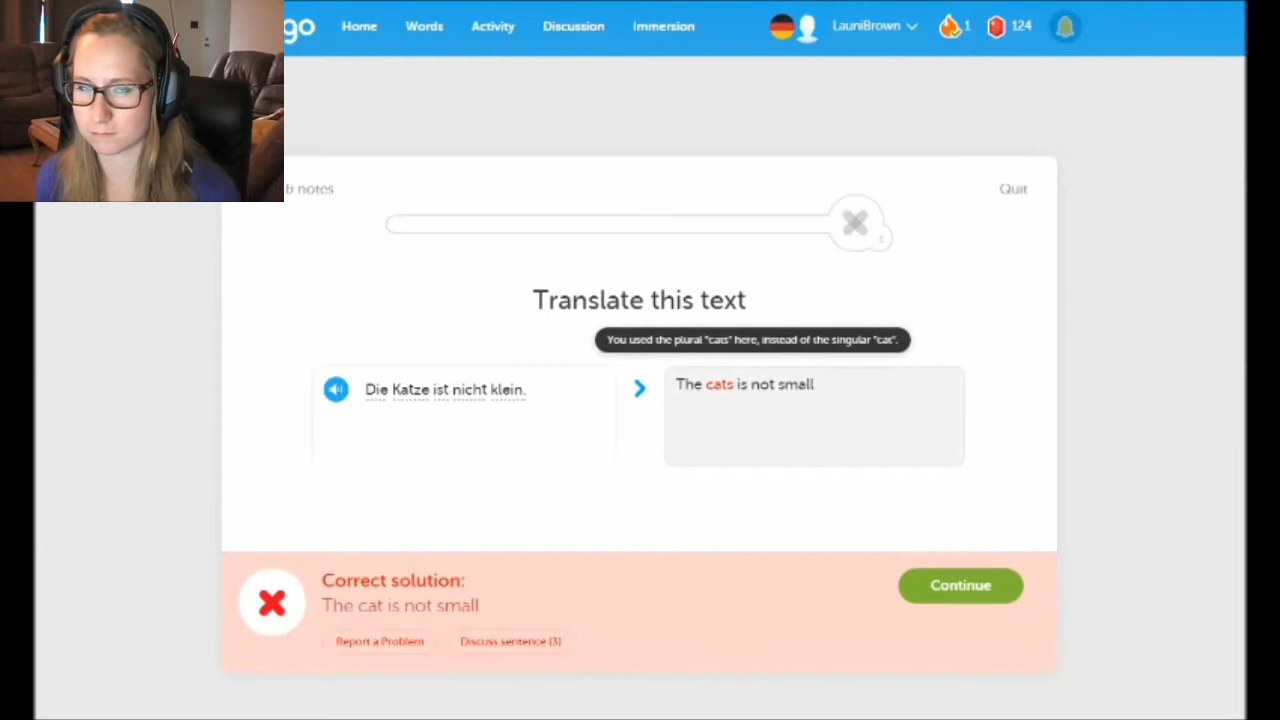 go Home Words Activity Discussion Immersion LauniBrown 1 124
& notes Quit
1
Translate this text
You used the plural "cats" here, instead of the singular "cat".
Die Katze ist nicht klein. The cats is not small
Correct solution:
The cat is not small
Continue
Report a Problem Discuss sentence (3)